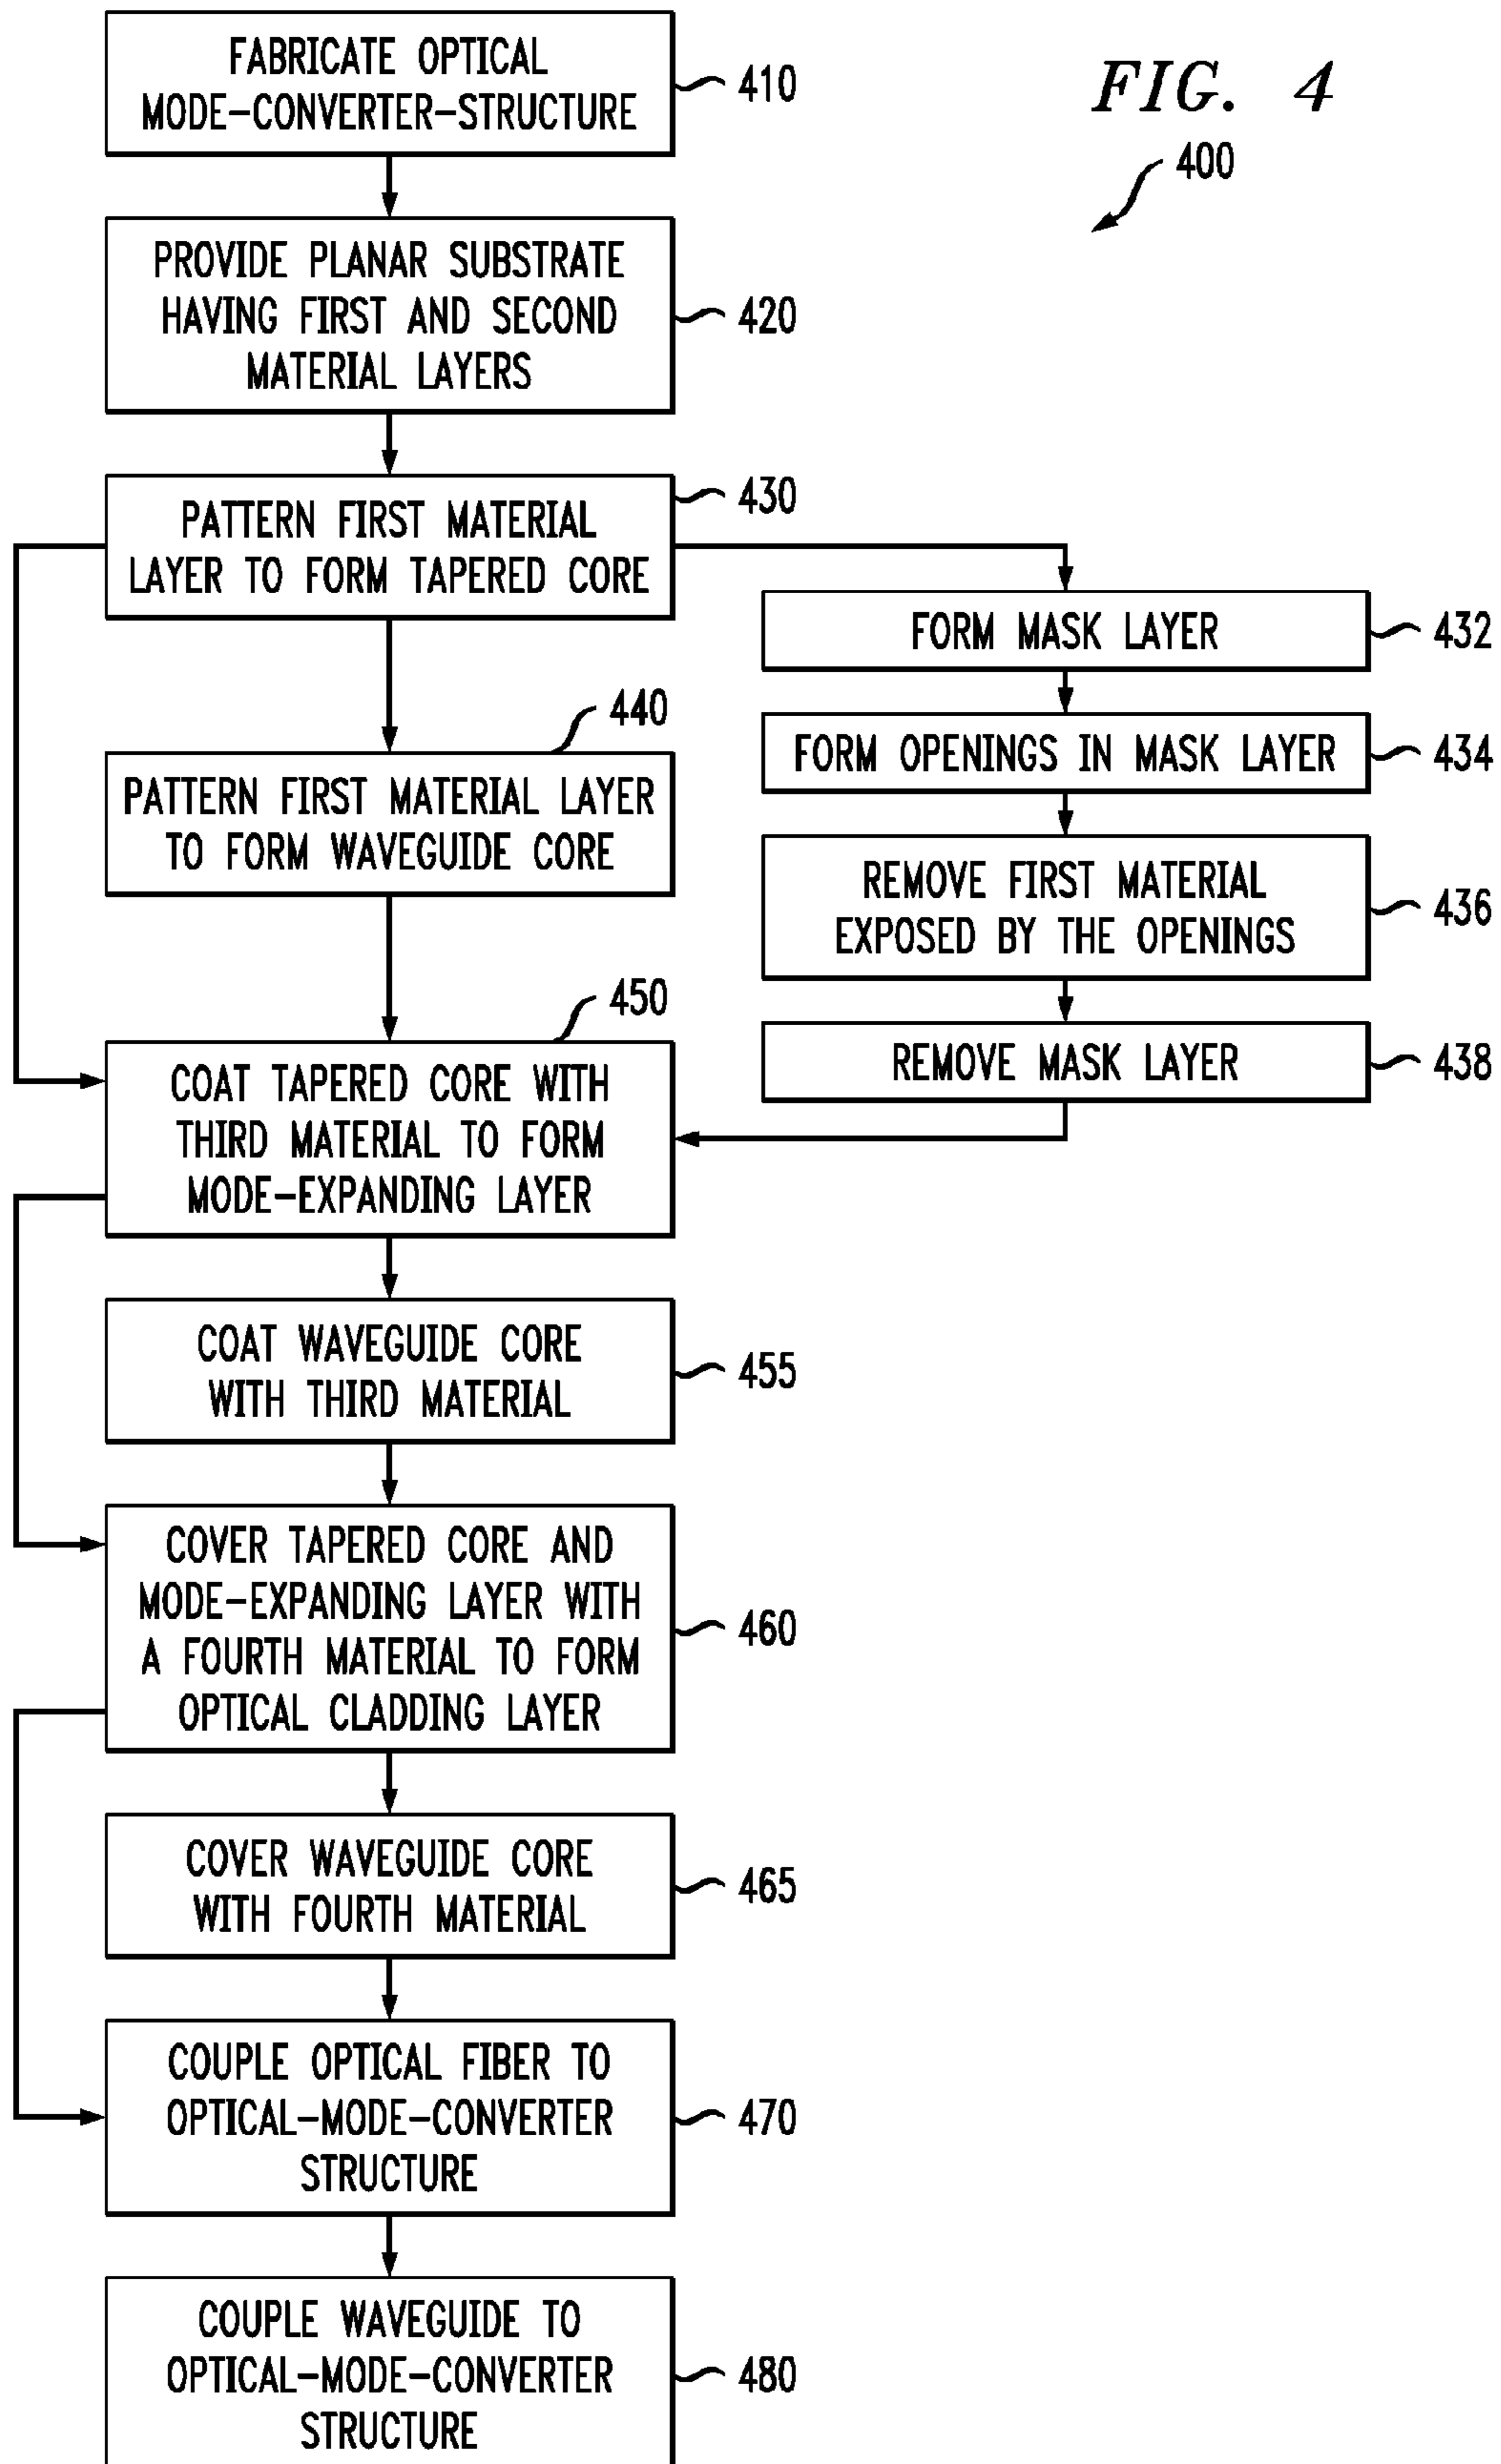 FIG. 4
400
FABRICATE OPTICAL
MODE-CONVERTER-STRUCTURE
410
PROVIDE PLANAR SUBSTRATE
HAVING FIRST AND SECOND
MATERIAL LAYERS
420
PATTERN FIRST MATERIAL
LAYER TO FORM TAPERED CORE
430
FORM MASK LAYER
432
FORM OPENINGS IN MASK LAYER
434
REMOVE FIRST MATERIAL
EXPOSED BY THE OPENINGS
436
REMOVE MASK LAYER
438
440
PATTERN FIRST MATERIAL LAYER
TO FORM WAVEGUIDE CORE
450
COAT TAPERED CORE WITH
THIRD MATERIAL TO FORM
MODE-EXPANDING LAYER
COAT WAVEGUIDE CORE
WITH THIRD MATERIAL
455
COVER TAPERED CORE AND
MODE-EXPANDING LAYER WITH
A FOURTH MATERIAL TO FORM
OPTICAL CLADDING LAYER
460
COVER WAVEGUIDE CORE
WITH FOURTH MATERIAL
465
COUPLE OPTICAL FIBER TO
OPTICAL-MODE-CONVERTER
STRUCTURE
470
COUPLE WAVEGUIDE TO
OPTICAL-MODE-CONVERTER
STRUCTURE
480